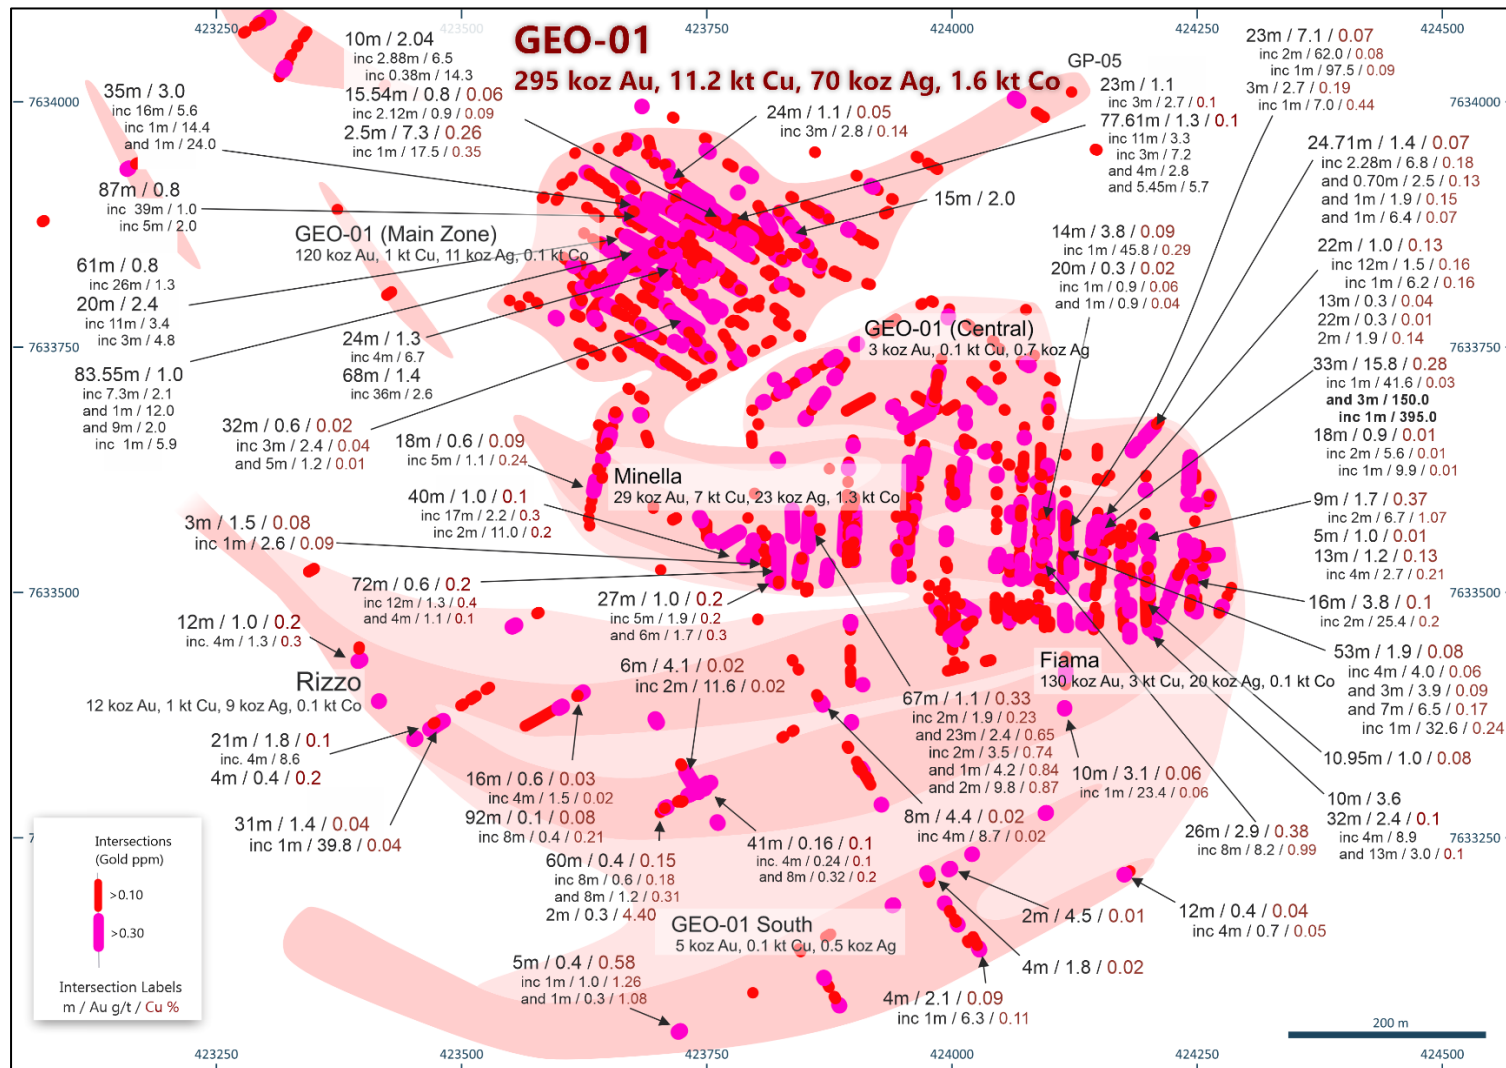 423250
423500
423750
424000
424250
424500
GEO-01
295 koz Au, 11.2 kt Cu, 70 koz Ag, 1.6 kt Co
10m / 2.04
inc 2.88m / 6.5
inc 0.38m / 14.3
15.54m / 0.8 / 0.06
inc 2.12m / 0.9 / 0.09
2.5m / 7.3 / 0.26
inc 1m / 17.5 / 0.35
GP-05
23m / 7.1 / 0.07
inc 2m / 62.0 / 0.08
inc 1m / 97.5 / 0.09
3m / 2.7 / 0.19
inc 1m / 7.0 / 0.44
7634000
7634000
35m / 3.0
inc 16m / 5.6
inc 1m / 14.4
and 1m / 24.0
24m / 1.1 / 0.05
inc 3m / 2.8 / 0.14
23m / 1.1
inc 3m / 2.7 / 0.1
77.61m / 1.3 / 0.1
inc 11m / 3.3
inc 3m / 7.2
and 4m / 2.8
and 5.45m / 5.7
24.71m / 1.4 / 0.07
inc 2.28m / 6.8 / 0.18
and 0.70m / 2.5 / 0.13
and 1m / 1.9 / 0.15
and 1m / 6.4 / 0.07
87m / 0.8
inc 39m / 1.0
inc 5m / 2.0
15m / 2.0
GEO-01 (Main Zone)
120 koz Au, 1 kt Cu, 11 koz Ag, 0.1 kt Co
14m / 3.8 / 0.09
inc 1m / 45.8 / 0.29
20m / 0.3 / 0.02
inc 1m / 0.9 / 0.06
and 1m / 0.9 / 0.04
22m / 1.0 / 0.13
inc 12m / 1.5 / 0.16
inc 1m / 6.2 / 0.16
13m / 0.3 / 0.04
22m / 0.3 / 0.01
2m / 1.9 / 0.14
61m / 0.8
inc 26m / 1.3
20m / 2.4
inc 11m / 3.4
inc 3m / 4.8
24m / 1.3
inc 4m / 6.7
68m / 1.4
inc 36m / 2.6
GEO-01 (Central)
3 koz Au, 0.1 kt Cu, 0.7 koz Ag
7633750
7633750
83.55m / 1.0
inc 7.3m / 2.1
and 1m / 12.0
and 9m / 2.0
inc 1m / 5.9
33m / 15.8 / 0.28
inc 1m / 41.6 / 0.03
and 3m / 150.0
inc 1m / 395.0
18m / 0.9 / 0.01
inc 2m / 5.6 / 0.01
inc 1m / 9.9 / 0.01
32m / 0.6 / 0.02
inc 3m / 2.4 / 0.04
and 5m / 1.2 / 0.01
18m / 0.6 / 0.09
inc 5m / 1.1 / 0.24
Minella
29 koz Au, 7 kt Cu, 23 koz Ag, 1.3 kt Co
40m / 1.0 / 0.1
inc 17m / 2.2 / 0.3
inc 2m / 11.0 / 0.2
9m / 1.7 / 0.37
inc 2m / 6.7 / 1.07
5m / 1.0 / 0.01
13m / 1.2 / 0.13
inc 4m / 2.7 / 0.21
3m / 1.5 / 0.08
inc 1m / 2.6 / 0.09
72m / 0.6 / 0.2
inc 12m / 1.3 / 0.4
and 4m / 1.1 / 0.1
27m / 1.0 / 0.2
inc 5m / 1.9 / 0.2
and 6m / 1.7 / 0.3
7633500
7633500
16m / 3.8 / 0.1
inc 2m / 25.4 / 0.2
12m / 1.0 / 0.2
inc. 4m / 1.3 / 0.3
53m / 1.9 / 0.08
inc 4m / 4.0 / 0.06
and 3m / 3.9 / 0.09
and 7m / 6.5 / 0.17
inc 1m / 32.6 / 0.24
6m / 4.1 / 0.02
inc 2m / 11.6 / 0.02
Fiama
130 koz Au, 3 kt Cu, 20 koz Ag, 0.1 kt Co
Rizzo
12 koz Au, 1 kt Cu, 9 koz Ag, 0.1 kt Co
67m / 1.1 / 0.33
inc 2m / 1.9 / 0.23
and 23m / 2.4 / 0.65
inc 2m / 3.5 / 0.74
and 1m / 4.2 / 0.84
and 2m / 9.8 / 0.87
21m / 1.8 / 0.1
inc. 4m / 8.6
4m / 0.4 / 0.2
10.95m / 1.0 / 0.08
16m / 0.6 / 0.03
inc 4m / 1.5 / 0.02
92m / 0.1 / 0.08
inc 8m / 0.4 / 0.21
10m / 3.1 / 0.06
inc 1m / 23.4 / 0.06
10m / 3.6
32m / 2.4 / 0.1
inc 4m / 8.9
and 13m / 3.0 / 0.1
31m / 1.4 / 0.04
inc 1m / 39.8 / 0.04
8m / 4.4 / 0.02
inc 4m / 8.7 / 0.02
26m / 2.9 / 0.38
inc 8m / 8.2 / 0.99
7633250
41m / 0.16 / 0.1
inc. 4m / 0.24 / 0.1
and 8m / 0.32 / 0.2
60m / 0.4 / 0.15
inc 8m / 0.6 / 0.18
and 8m / 1.2 / 0.31
2m / 0.3 / 4.40
Intersections
(Gold ppm)
>0.10
>0.30
Intersection Labels
m / Au g/t / Cu %
GEO-01 South
5 koz Au, 0.1 kt Cu, 0.5 koz Ag
2m / 4.5 / 0.01
12m / 0.4 / 0.04
inc 4m / 0.7 / 0.05
5m / 0.4 / 0.58
inc 1m / 1.0 / 1.26
and 1m / 0.3 / 1.08
4m / 1.8 / 0.02
4m / 2.1 / 0.09
inc 1m / 6.3 / 0.11
200 m
423250
423500
423750
424000
424250
424500